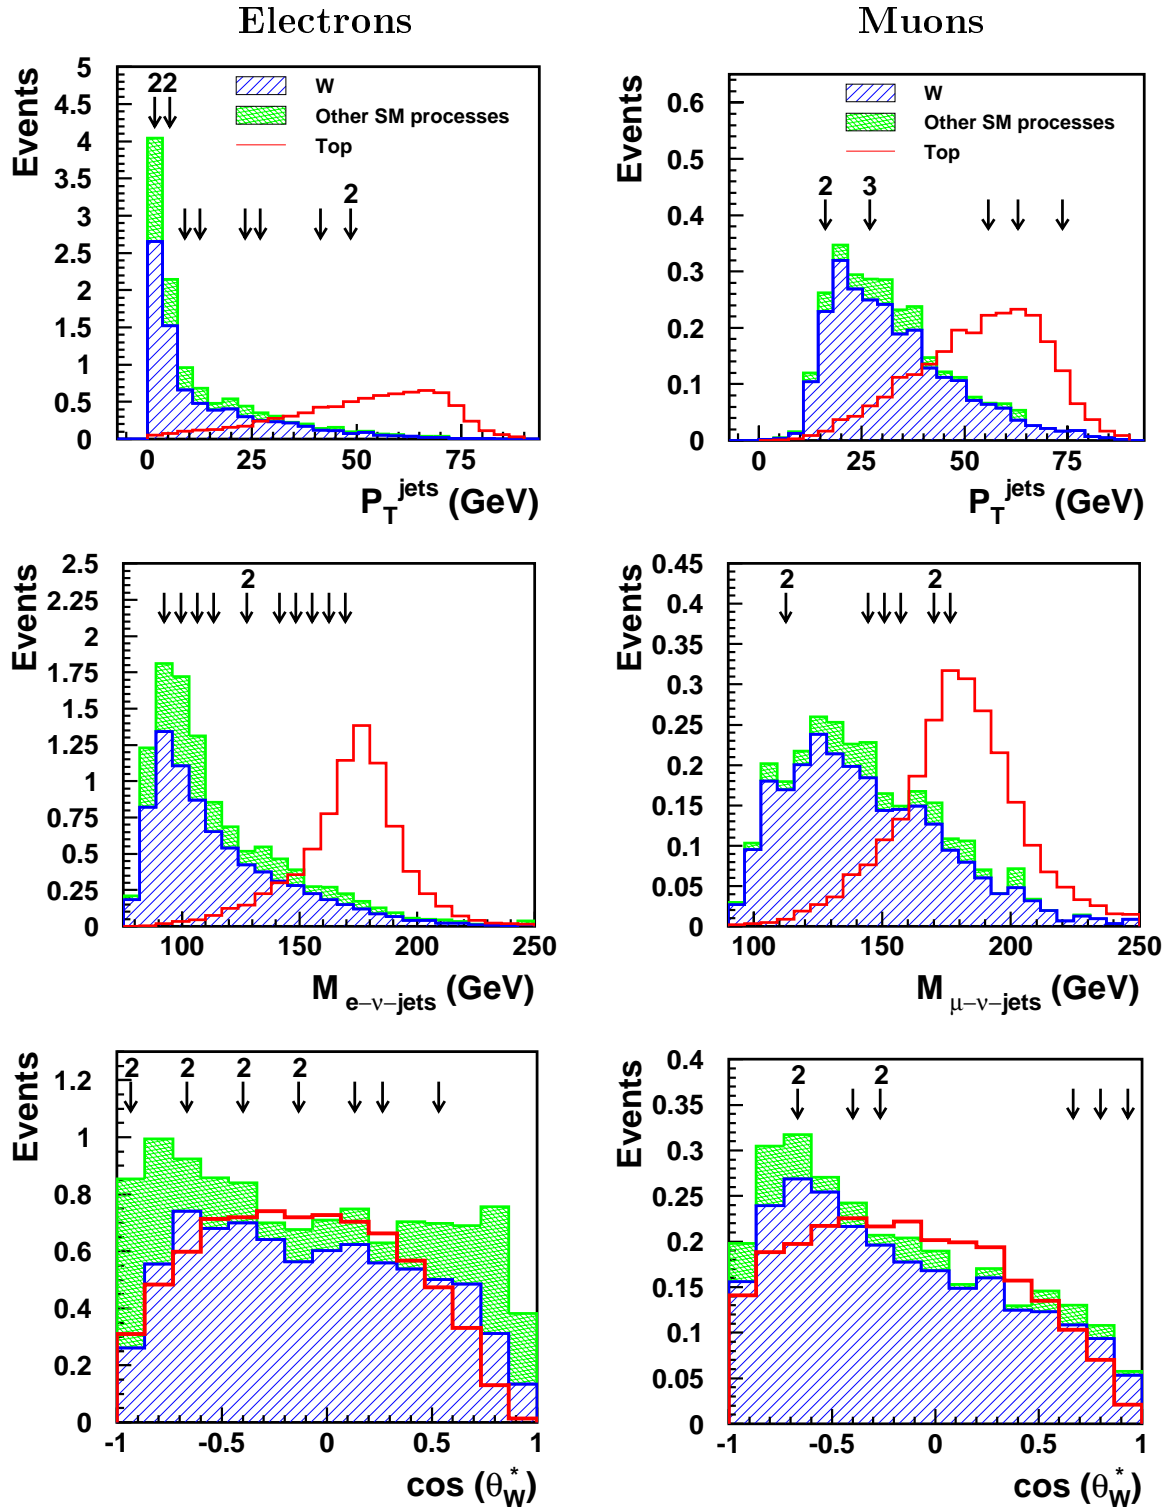 Electrons
Muons
Events
5
4.5
4
3.5
3
2.5
2
1.5
1
0.5
0
22
2
W
Other SM processes
Top
0 25 50 75
P_T^jets (GeV)
Events
0.6
0.5
0.4
0.3
0.2
0.1
0
2 3
W
Other SM processes
Top
0 25 50 75
P_T^jets (GeV)
Events
2.5
2.25
2
1.75
1.5
1.25
1
0.75
0.5
0.25
0
2
100 150 200 250
M e−ν−jets (GeV)
Events
0.45
0.4
0.35
0.3
0.25
0.2
0.15
0.1
0.05
0
2 2
100 150 200 250
M μ−ν−jets (GeV)
Events
1.2
1
0.8
0.6
0.4
0.2
0
2 2 2 2
-1 -0.5 0 0.5 1
cos (θ_W^*)
Events
0.4
0.35
0.3
0.25
0.2
0.15
0.1
0.05
0.00
2 2
-1 -0.5 0 0.5 1
cos (θ_W^*)